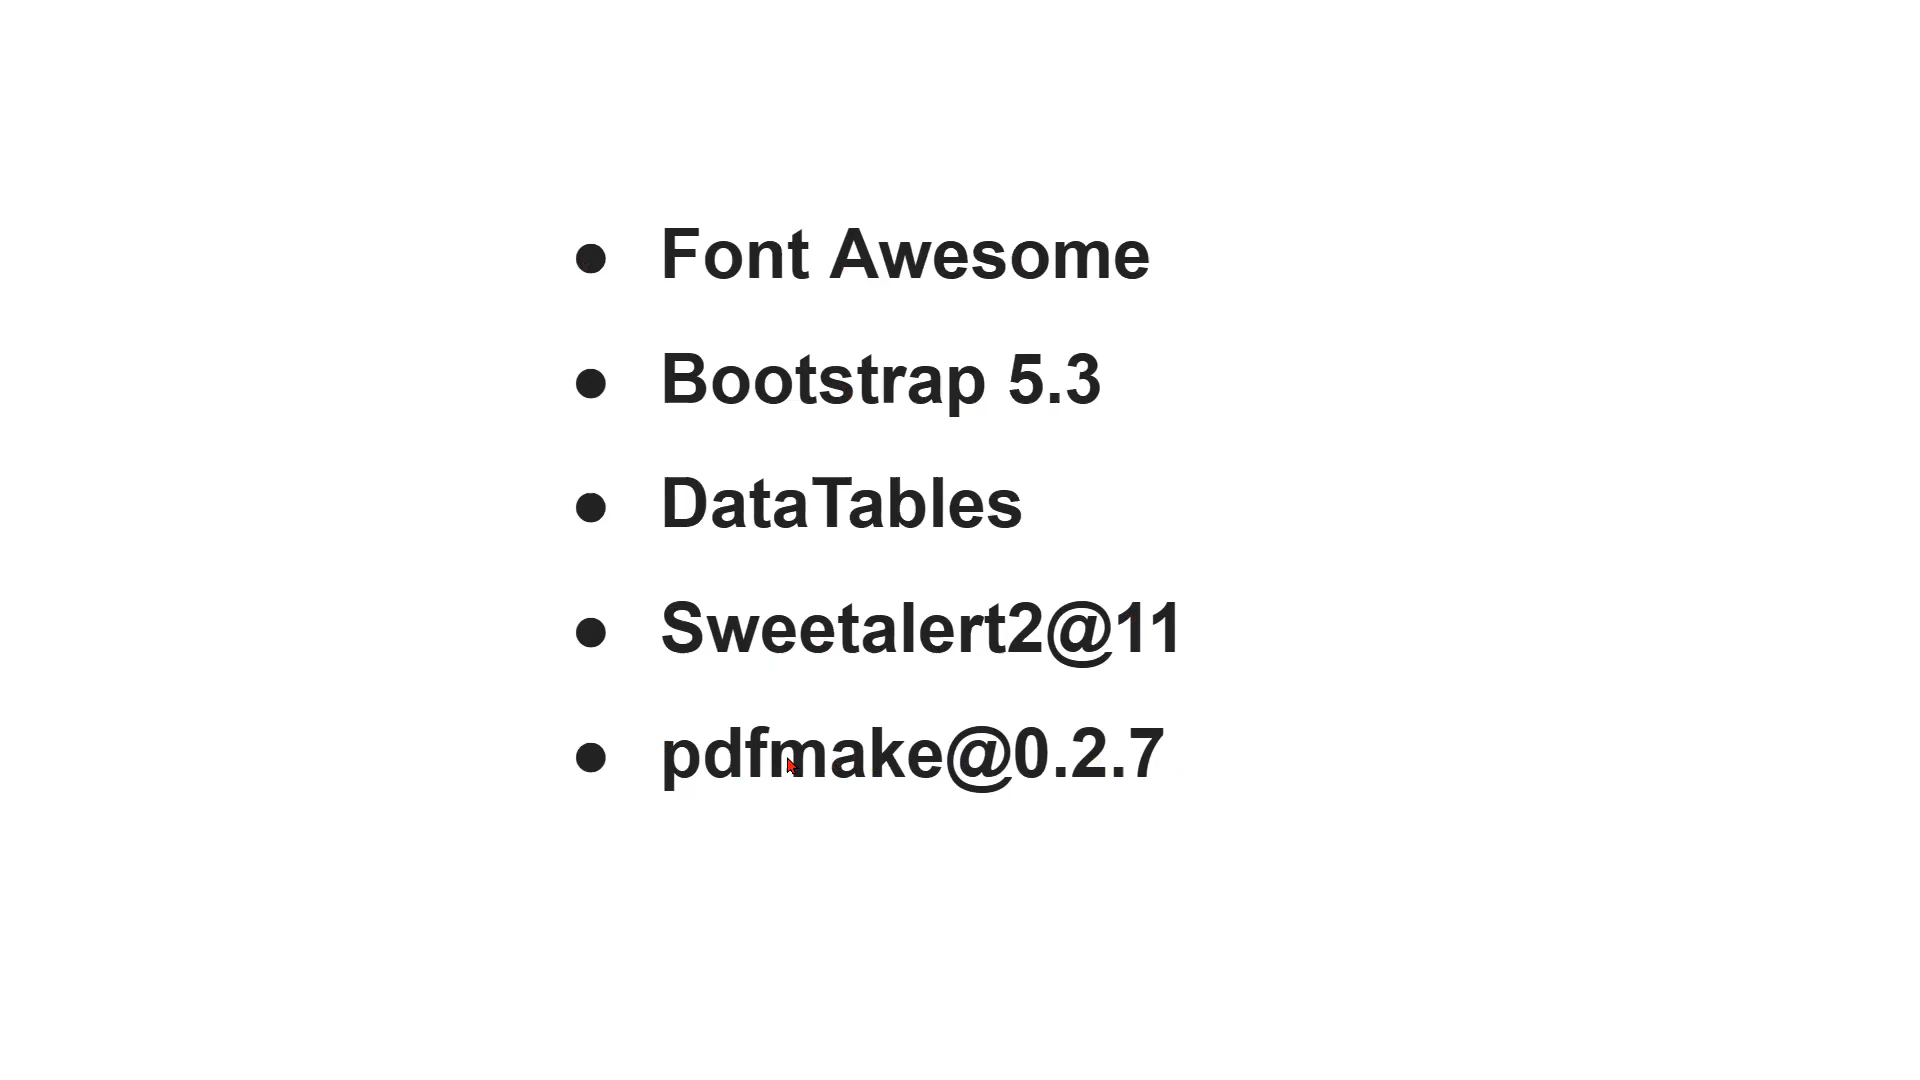 ● Font Awesome
● Bootstrap 5.3
● DataTables
● Sweetalert2@11
● pdfmake@0.2.7